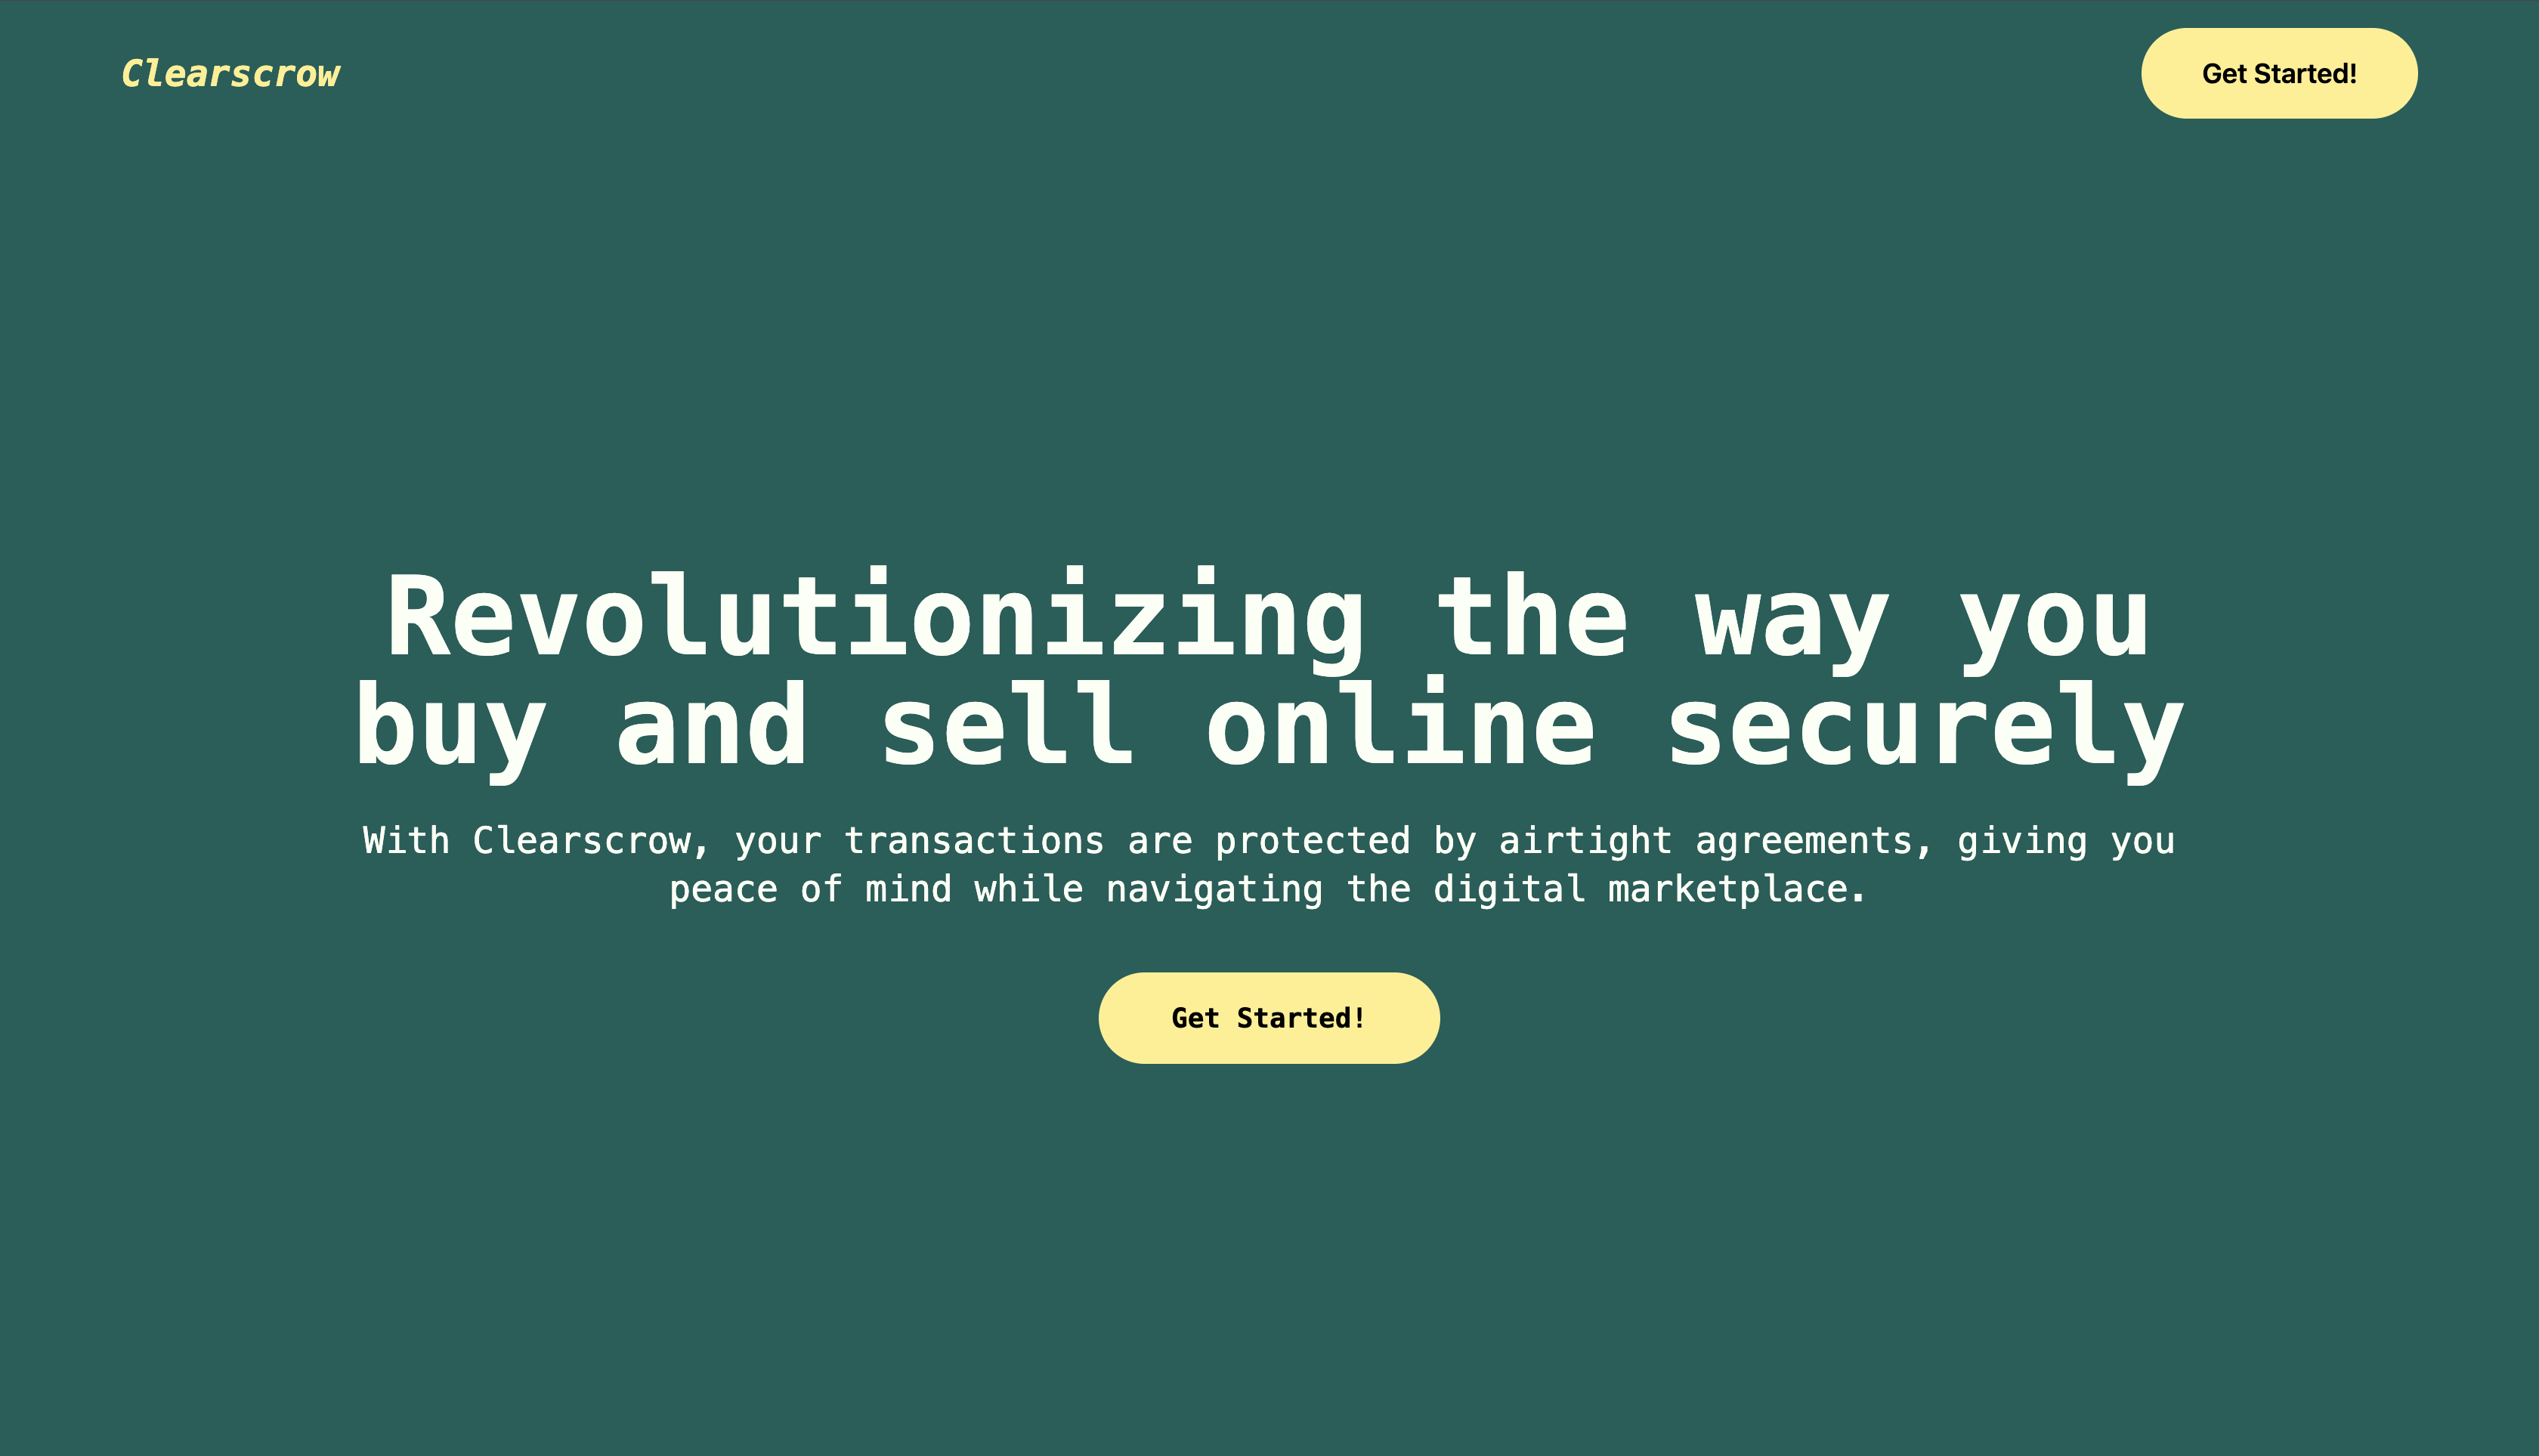 Clearscrow
Get Started!
Revolutionizing the way you
buy and sell online securely
With Clearscrow, your transactions are protected by airtight agreements, giving you
peace of mind while navigating the digital marketplace.
Get Started!